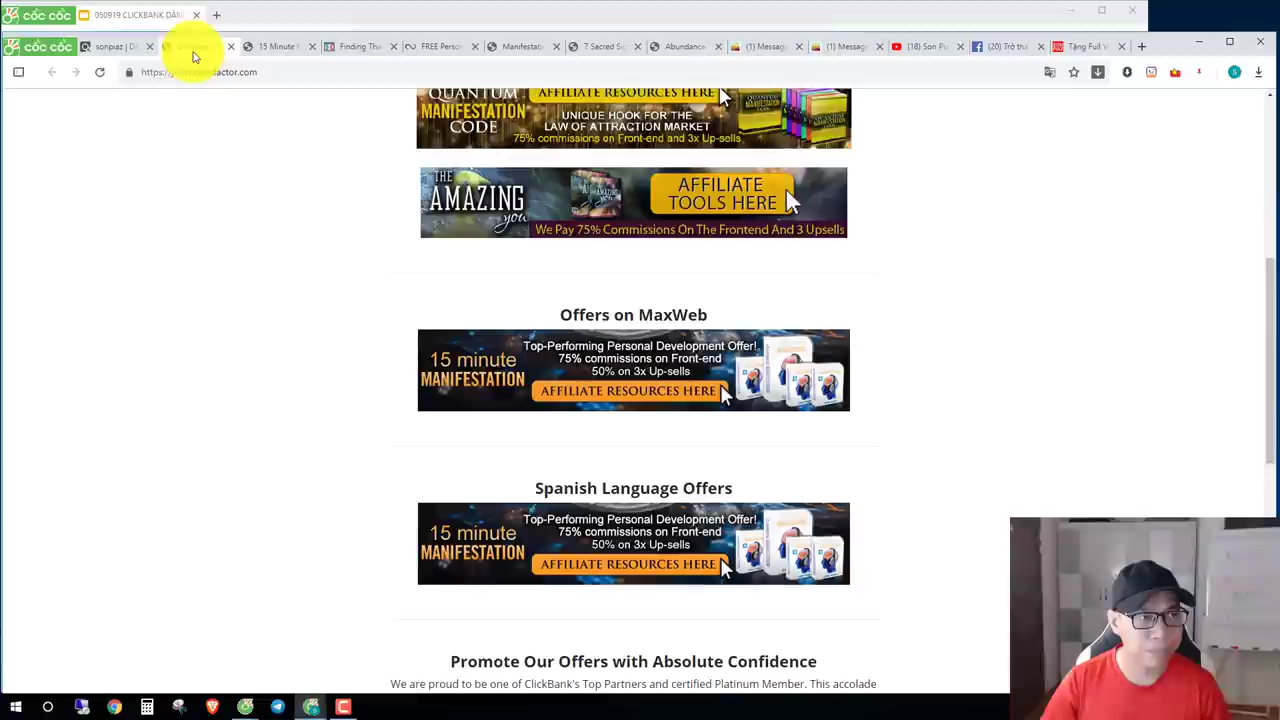 cốc cốc
050919 CLICKBANK DÀN
cốc cốc
sonpiaz | D
15 Minute
Finding The
FREE Person
Manifestati
7 Sacred Si
Abundance
(1) Messag
(1) Messag
(18) Son Pi
(20) Trở thà
Tặng Full V
QUANTUM
MANIFESTATION
CODE
AFFILIATE RESOURCES HERE
UNIQUE HOOK FOR THE
LAW OF ATTRACTION MARKET
75% commissions on Front-end and 3x Up-sells
THE
AMAZING
you
AFFILIATE
TOOLS HERE
We Pay 75% Commissions On The Frontend And 3 Upsells
Offers on MaxWeb
15 minute
MANIFESTATION
Top-Performing Personal Development Offer!
75% commissions on Front-end
50% on 3x Up-sells
AFFILIATE RESOURCES HERE
Spanish Language Offers
15 minute
MANIFESTATION
Top-Performing Personal Development Offer!
75% commissions on Front-end
50% on 3x Up-sells
AFFILIATE RESOURCES HERE
Promote Our Offers with Absolute Confidence
We are proud to be one of ClickBank's Top Partners and certified Platinum Member. This accolade